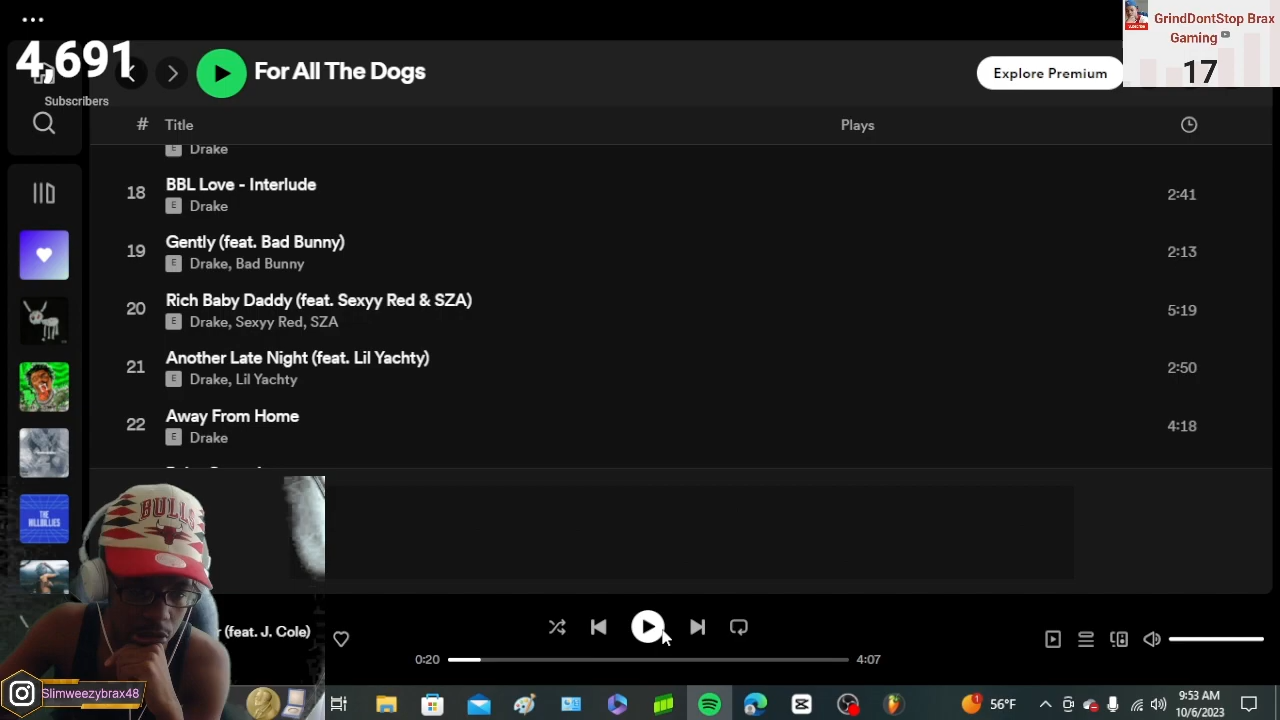 GrindDontStop Brax
Gaming
17
4,691
Subscribers
For All The Dogs
Explore Premium
# Title Plays
E Drake
18 BBL Love - Interlude 2:41
E Drake
19 Gently (feat. Bad Bunny) 2:13
E Drake, Bad Bunny
20 Rich Baby Daddy (feat. Sexyy Red & SZA) 5:19
E Drake, Sexyy Red, SZA
21 Another Late Night (feat. Lil Yachty) 2:50
E Drake, Lil Yachty
22 Away From Home 4:18
E Drake
THE
HILLBILLIES
BULLS
(feat. J. Cole)
0:20 4:07
Slimweezybrax48
1 56°F
9:53 AM
10/6/2023